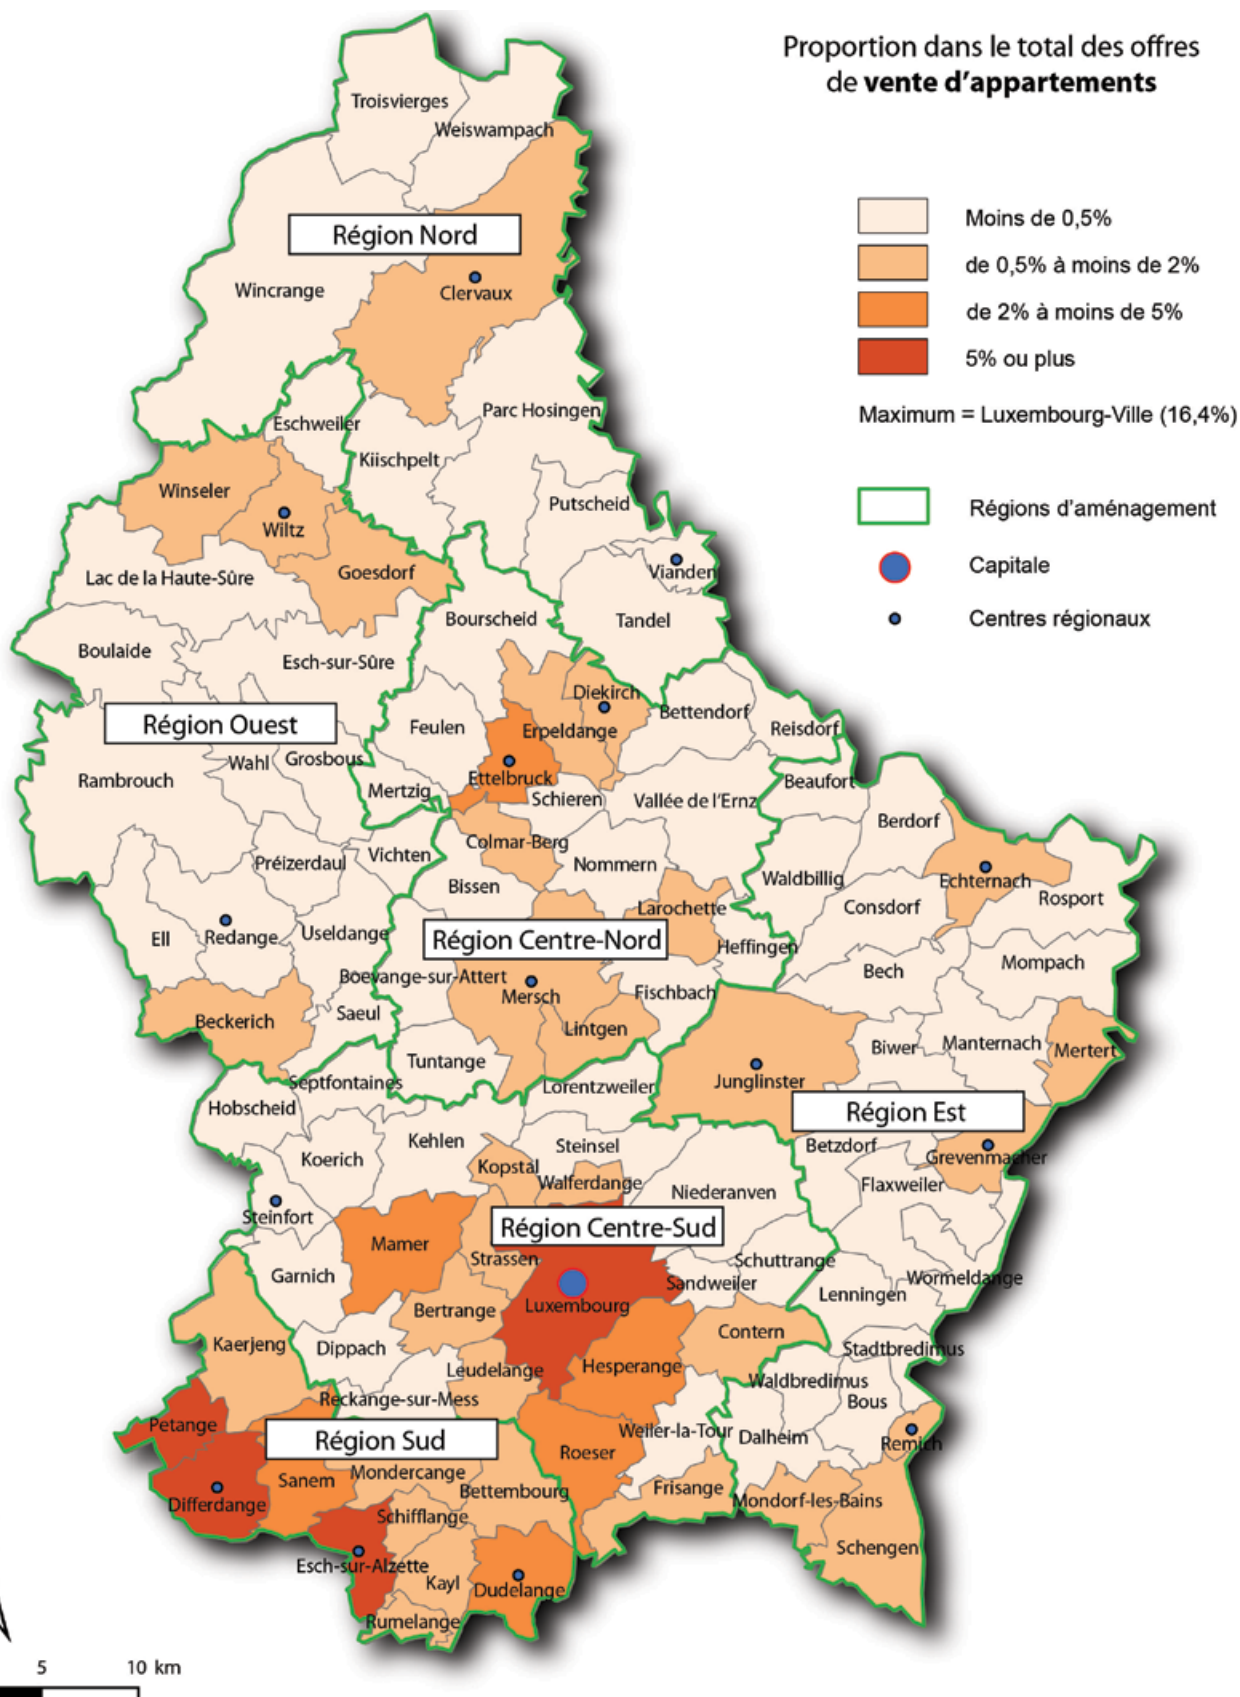 Proportion dans le total des offres
de vente d'appartements
Moins de 0,5%
de 0,5% à moins de 2%
de 2% à moins de 5%
5% ou plus
Maximum = Luxembourg-Ville (16,4%)
Régions d'aménagement
Capitale
Centres régionaux
Troisvierges
Weiswampach
Région Nord
Wincrange
Clervaux
Parc Hosingen
Eschweiler
Kiischpelt
Winseler
Putscheid
Wiltz
Vianden
Goesdorf
Lac de la Haute-Sûre
Bourscheid
Tandel
Boulaide
Esch-sur-Sûre
Diekirch
Bettendorf
Région Ouest
Feulen
Erpeldange
Reisdorf
Wahl
Grosbous
Rambrouch
Ettelbruck
Beaufort
Mertzig
Schieren
Vallée de l'Ernz
Berdorf
Colmar-Berg
Préizerdaul
Vichten
Nommern
Waldbillig
Echternach
Bissen
Rosport
Larochette
Consdorf
Ell
Redange
Useldange
Région Centre-Nord
Heffingen
Mompach
Bech
Boevange-sur-Attert
Mersch
Fischbach
Beckerich
Saeul
Lintgen
Biwer
Manternach
Mertert
Tuntange
Septfontaines
Lorentzweiler
Junglinster
Hobscheid
Région Est
Kehlen
Steinsel
Betzdorf
Koerich
Kopstal
Grevenmacher
Walferdange
Niederanven
Flaxweiler
Steinfort
Région Centre-Sud
Mamer
Strassen
Schuttrange
Garnich
Sandweiler
Wormeldange
Lenningen
Bertrange
Luxembourg
Kaerjeng
Dippach
Contern
Stadtbredimus
Leudelange
Hesperange
Waldbredimus
Reckange-sur-Mess
Bous
Petange
Région Sud
Weiler-la-Tour
Dalheim
Remich
Roeser
Sanem
Mondercange
Bettembourg
Frisange
Mondorf-les-Bains
Differdange
Schifflange
Schengen
Esch-sur-Alzette
Kayl
Dudelange
Rumelange
5 10 km